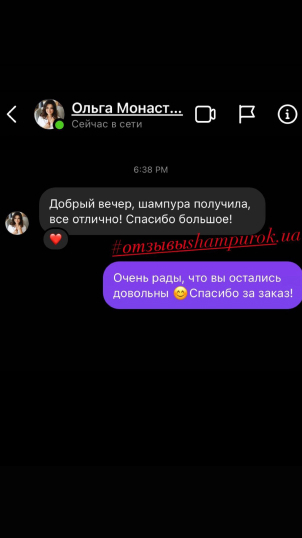 Ольга Монаст...
Сейчас в сети
6:38 PM
Добрый вечер, шампура получила,
все отлично! Спасибо большое!
#отзывыshampurok.ua
Очень рады, что вы остались
довольны 😊Спасибо за заказ!